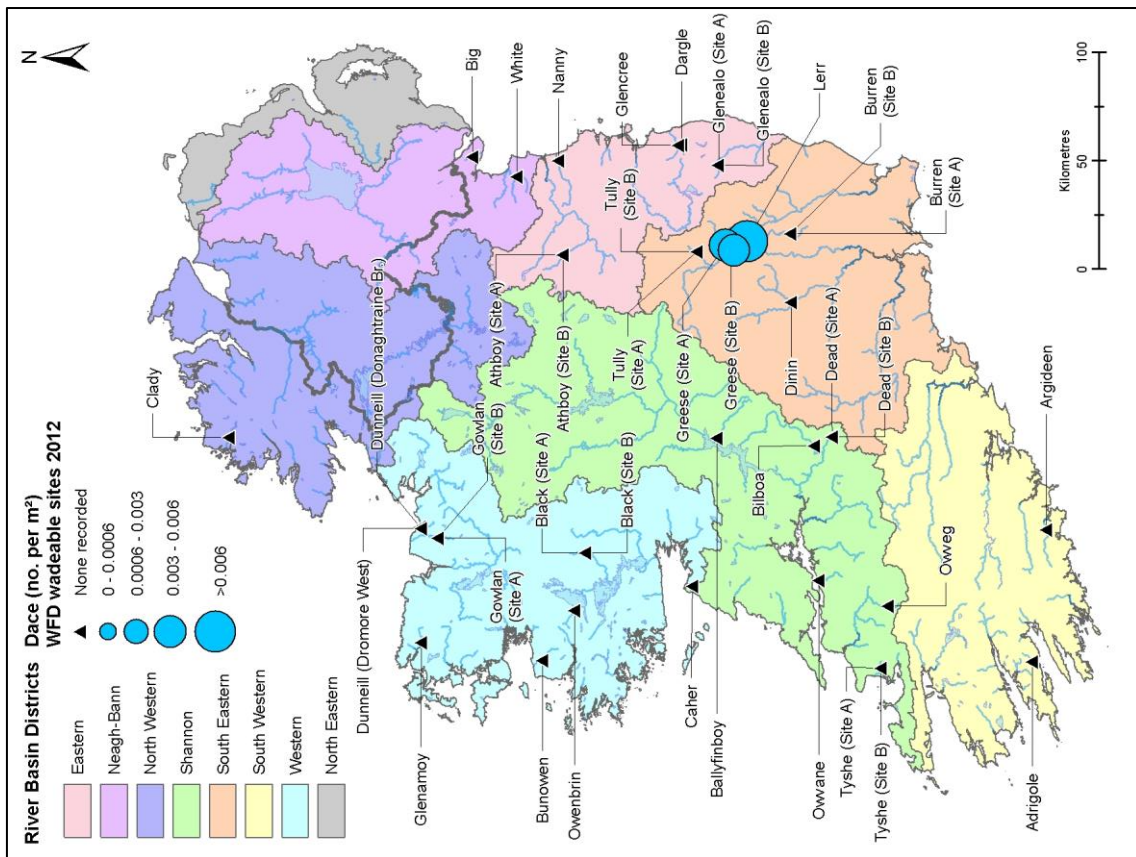 River Basin Districts
Eastern
Neagh-Bann
North Western
Shannon
South Eastern
South Western
Western
North Eastern
Dace (no. per m²)
WFD wadeable sites 2012
None recorded
0 - 0.0006
0.0006 - 0.003
0.003 - 0.006
>0.006
N
Clady
Dunneill (Donaghtraine Br.)
Dunneill (Dromore West)
Gowlan
(Site B)
Gowlan
(Site A)
Glenamoy
Bunowen
Owenbrin
Black (Site A)
Black (Site B)
Caher
Ballyfinboy
Bilboa
Owvane
Tyshe (Site A)
Tyshe (Site B)
Owveg
Adrigole
Argideen
Big
White
Nanny
Athboy (Site A)
Athboy (Site B)
Glencree
Dargle
Tully
(Site B)
Tully
(Site A)
Glenealo (Site A)
Glenealo (Site B)
Greese (Site A)
Greese (Site B)
Lerr
Burren
(Site B)
Burren
(Site A)
Dinin
Dead (Site A)
Dead (Site B)
0
50
100
Kilometres